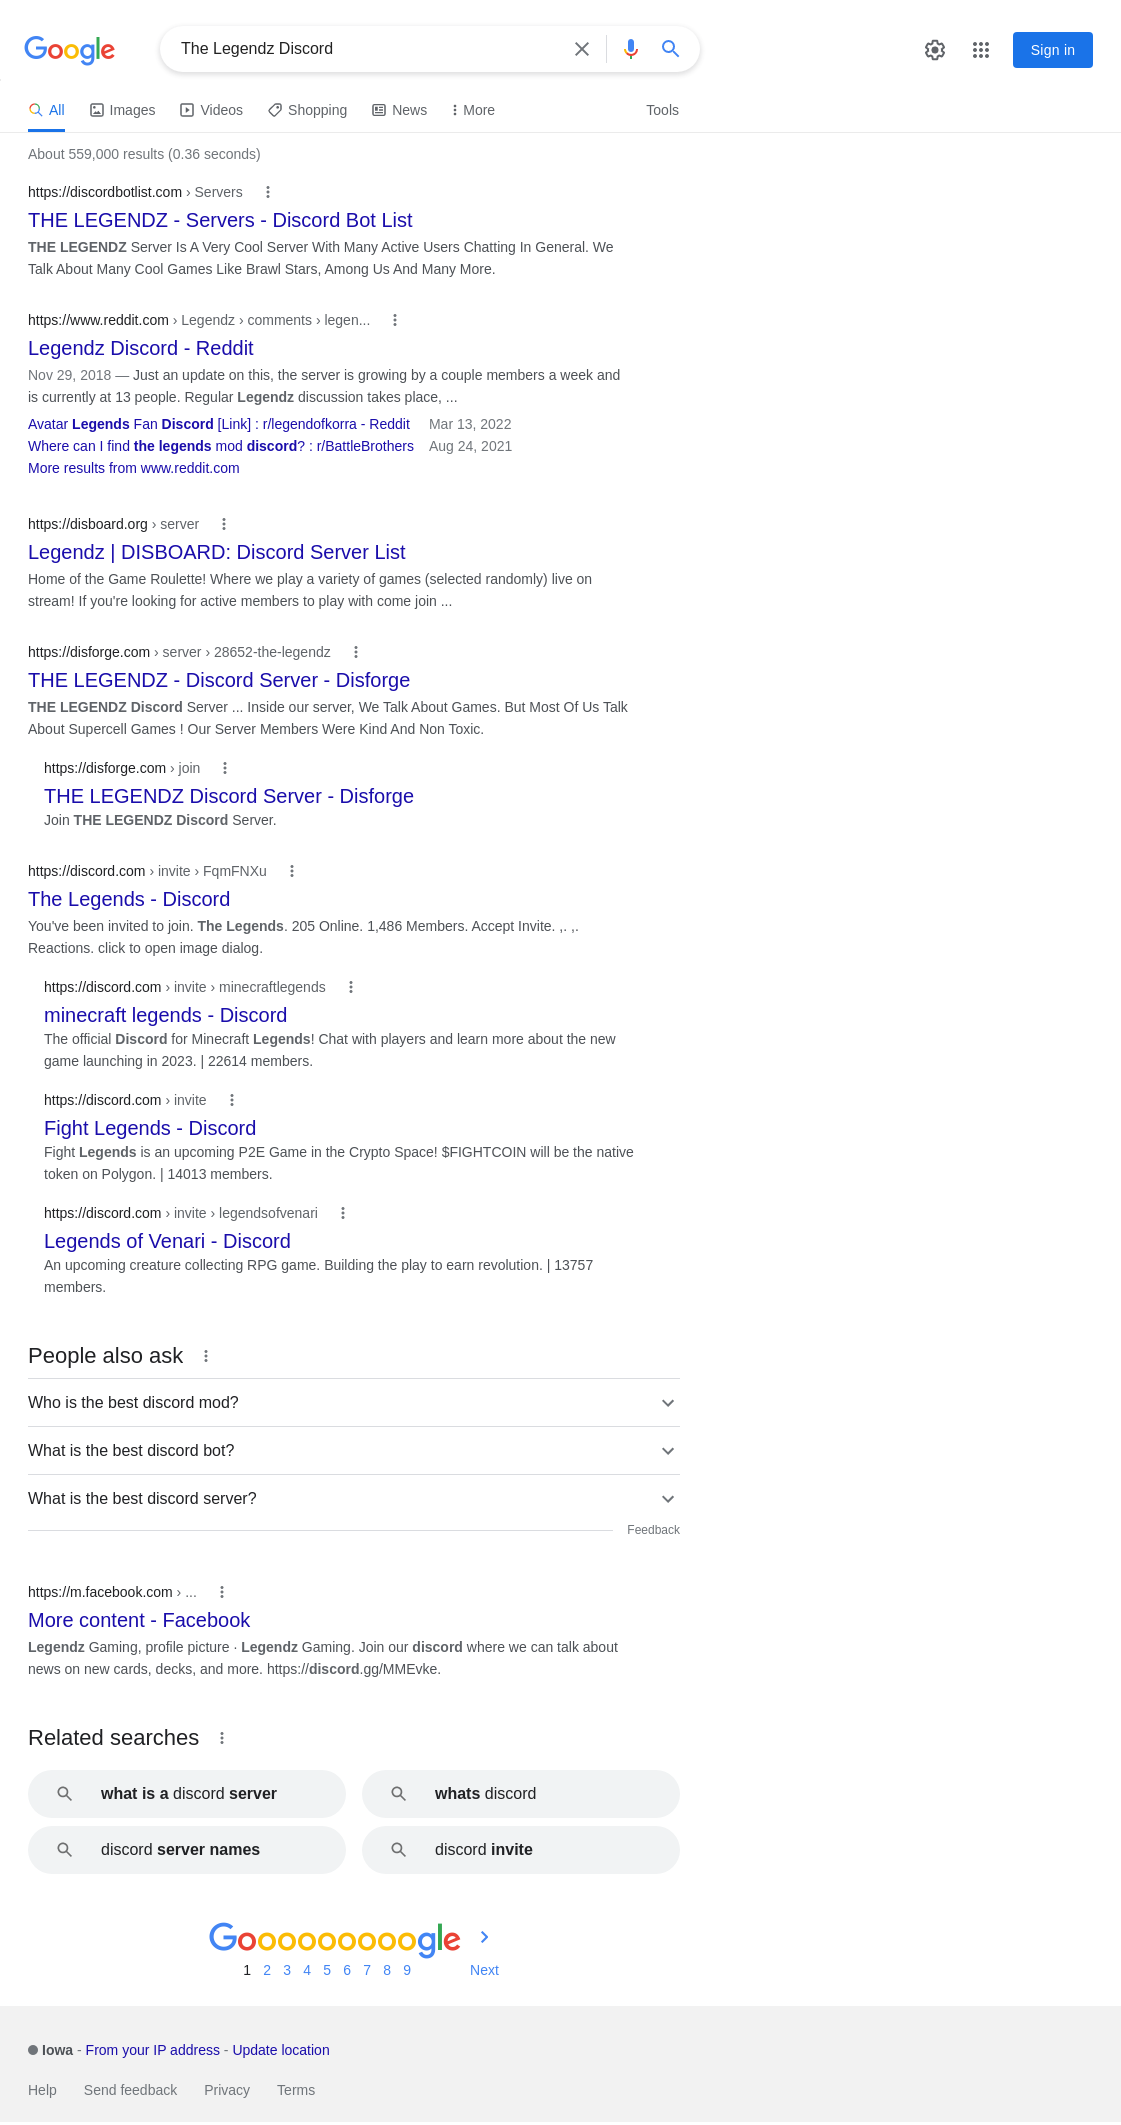 Google
The Legendz Discord
Sign in
All Images Videos Shopping News More Tools
About 559,000 results (0.36 seconds)
https://discordbotlist.com › Servers
THE LEGENDZ - Servers - Discord Bot List
THE LEGENDZ Server Is A Very Cool Server With Many Active Users Chatting In General. We
Talk About Many Cool Games Like Brawl Stars, Among Us And Many More.
https://www.reddit.com › Legendz › comments › legen...
Legendz Discord - Reddit
Nov 29, 2018 — Just an update on this, the server is growing by a couple members a week and
is currently at 13 people. Regular Legendz discussion takes place, ...
Avatar Legends Fan Discord [Link] : r/legendofkorra - Reddit Mar 13, 2022
Where can I find the legends mod discord? : r/BattleBrothers Aug 24, 2021
More results from www.reddit.com
https://disboard.org › server
Legendz | DISBOARD: Discord Server List
Home of the Game Roulette! Where we play a variety of games (selected randomly) live on
stream! If you're looking for active members to play with come join ...
https://disforge.com › server › 28652-the-legendz
THE LEGENDZ - Discord Server - Disforge
THE LEGENDZ Discord Server ... Inside our server, We Talk About Games. But Most Of Us Talk
About Supercell Games ! Our Server Members Were Kind And Non Toxic.
https://disforge.com › join
THE LEGENDZ Discord Server - Disforge
Join THE LEGENDZ Discord Server.
https://discord.com › invite › FqmFNXu
The Legends - Discord
You've been invited to join. The Legends. 205 Online. 1,486 Members. Accept Invite. ,. ,.
Reactions. click to open image dialog.
https://discord.com › invite › minecraftlegends
minecraft legends - Discord
The official Discord for Minecraft Legends! Chat with players and learn more about the new
game launching in 2023. | 22614 members.
https://discord.com › invite
Fight Legends - Discord
Fight Legends is an upcoming P2E Game in the Crypto Space! $FIGHTCOIN will be the native
token on Polygon. | 14013 members.
https://discord.com › invite › legendsofvenari
Legends of Venari - Discord
An upcoming creature collecting RPG game. Building the play to earn revolution. | 13757
members.
People also ask
Who is the best discord mod?
What is the best discord bot?
What is the best discord server?
Feedback
https://m.facebook.com › ...
More content - Facebook
Legendz Gaming, profile picture · Legendz Gaming. Join our discord where we can talk about
news on new cards, decks, and more. https://discord.gg/MMEvke.
Related searches
what is a discord server
whats discord
discord server names
discord invite
Goooooooooogle
1 2 3 4 5 6 7 8 9 Next
Iowa - From your IP address - Update location
Help Send feedback Privacy Terms